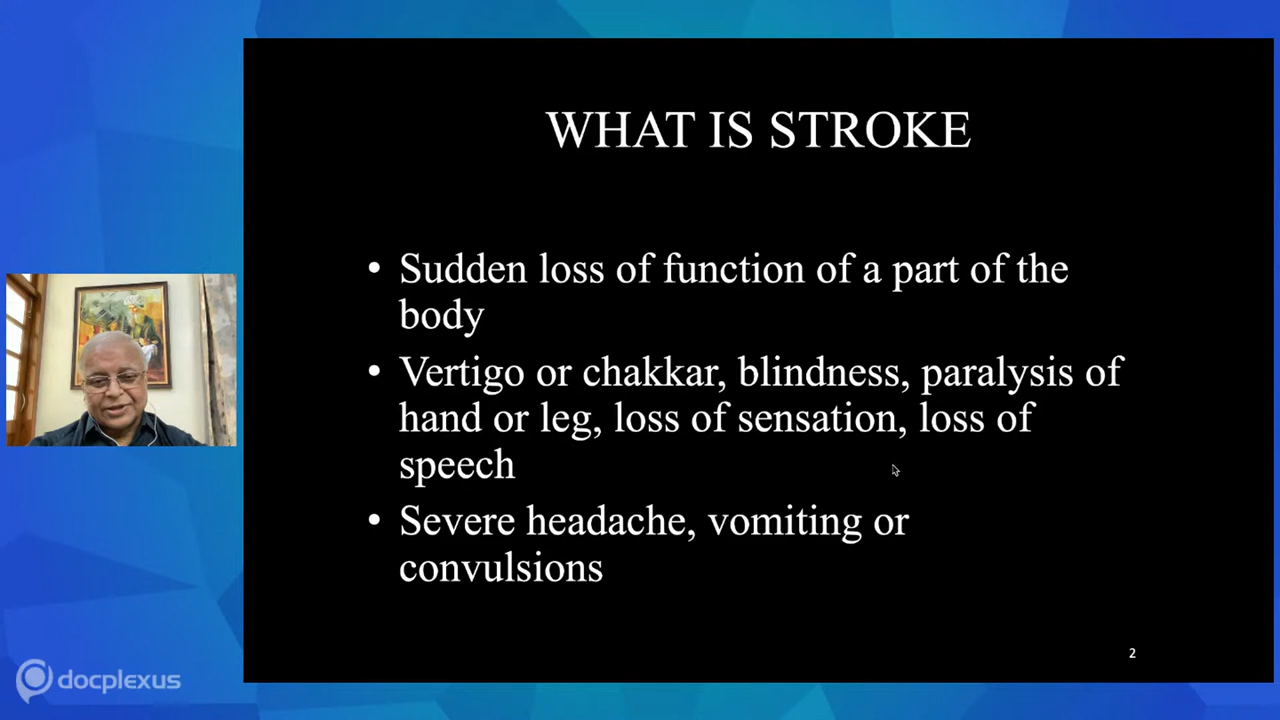 WHAT IS STROKE
• Sudden loss of function of a part of the
body
• Vertigo or chakkar, blindness, paralysis of
hand or leg, loss of sensation, loss of
speech
• Severe headache, vomiting or
convulsions
2
docplexus